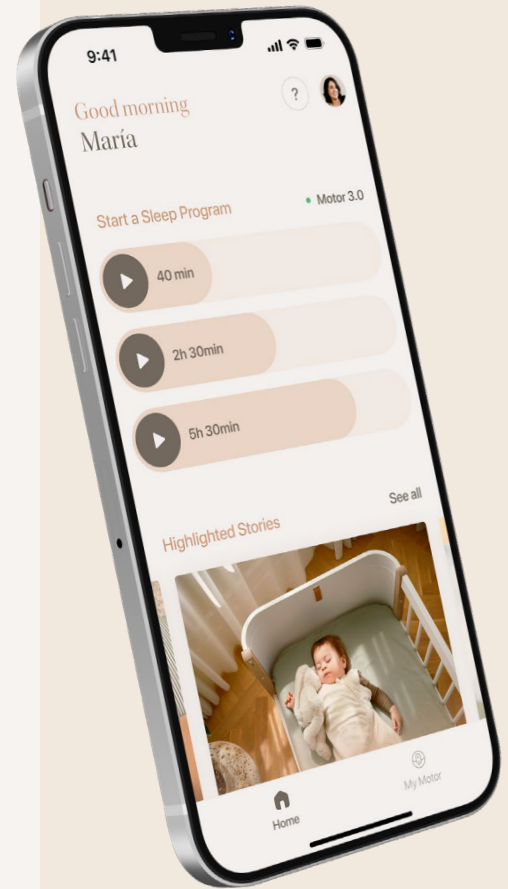 9:41
Good morning
María
?
Start a Sleep Program
Motor 3.0
40 min
2h 30min
5h 30min
Highlighted Stories
See all
Home
My Motor